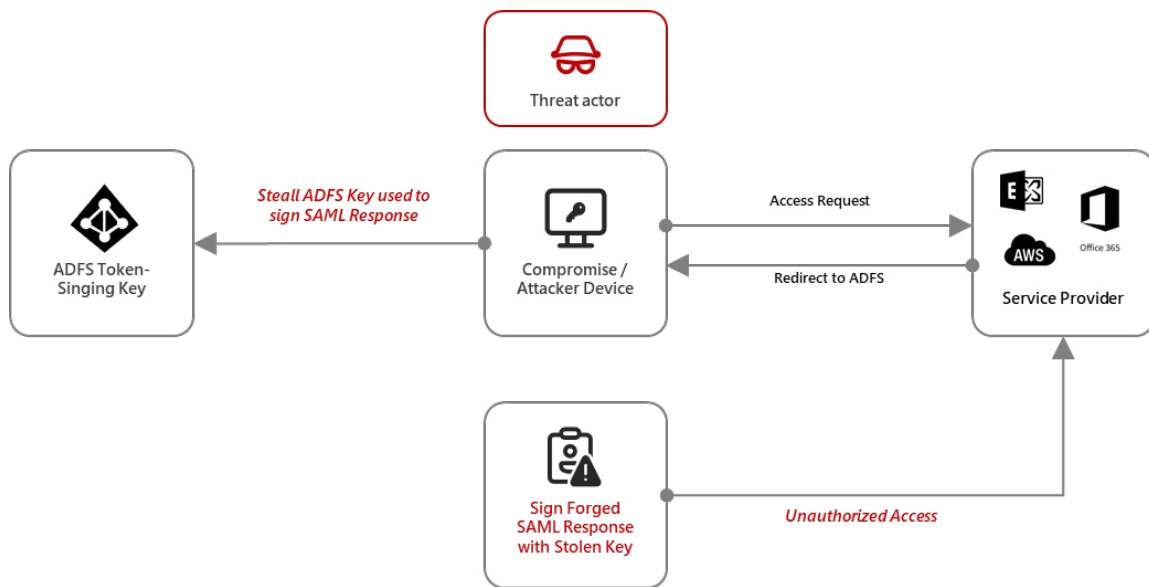 Threat actor
Steall ADFS Key used to
sign SAML Response
ADFS Token-
Singing Key
Compromise /
Attacker Device
Access Request
Redirect to ADFS
E
AWS
Office 365
Service Provider
Sign Forged
SAML Response
with Stolen Key
Unauthorized Access